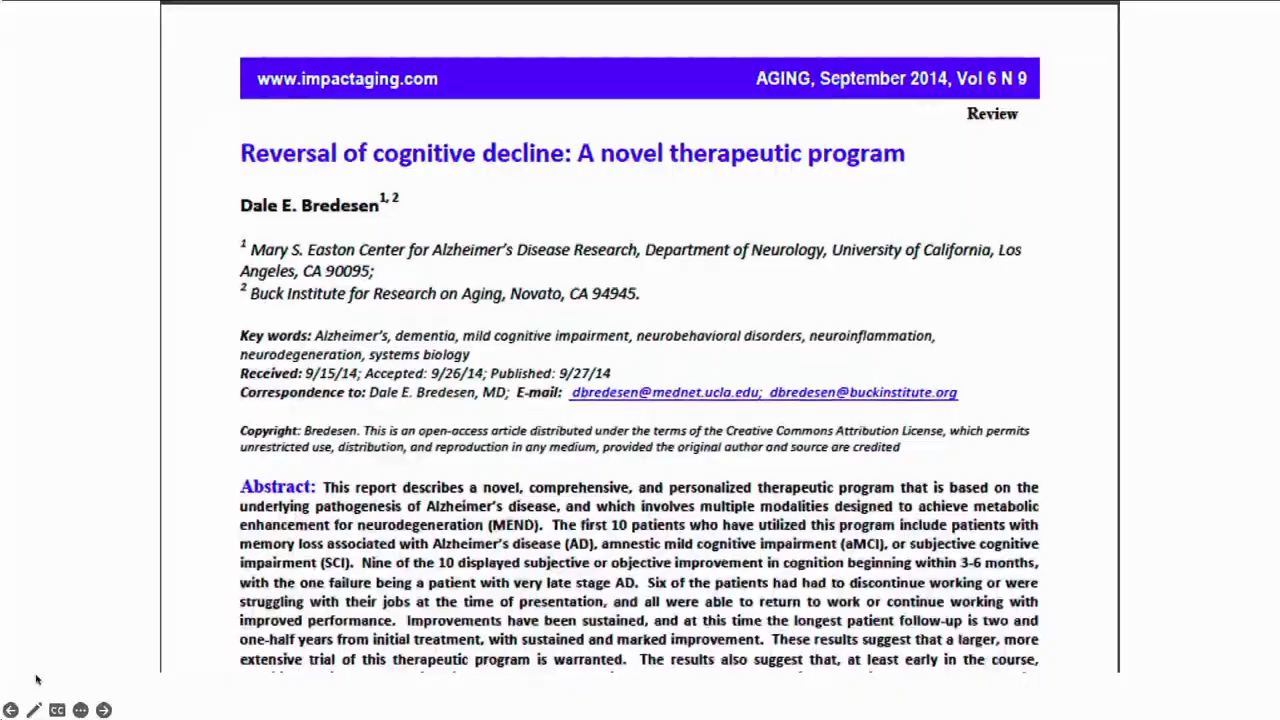 www.impactaging.com AGING, September 2014, Vol 6 N 9
Review
Reversal of cognitive decline: A novel therapeutic program
Dale E. Bredesen1, 2
1 Mary S. Easton Center for Alzheimer's Disease Research, Department of Neurology, University of California, Los
Angeles, CA 90095;
2 Buck Institute for Research on Aging, Novato, CA 94945.
Key words: Alzheimer's, dementia, mild cognitive impairment, neurobehavioral disorders, neuroinflammation,
neurodegeneration, systems biology
Received: 9/15/14; Accepted: 9/26/14; Published: 9/27/14
Correspondence to: Dale E. Bredesen, MD; E-mail: dbredesen@mednet.ucla.edu; dbredesen@buckinstitute.org
Copyright: Bredesen. This is an open-access article distributed under the terms of the Creative Commons Attribution License, which permits
unrestricted use, distribution, and reproduction in any medium, provided the original author and source are credited
Abstract: This report describes a novel, comprehensive, and personalized therapeutic program that is based on the
underlying pathogenesis of Alzheimer's disease, and which involves multiple modalities designed to achieve metabolic
enhancement for neurodegeneration (MEND). The first 10 patients who have utilized this program include patients with
memory loss associated with Alzheimer's disease (AD), amnestic mild cognitive impairment (aMCI), or subjective cognitive
impairment (SCI). Nine of the 10 displayed subjective or objective improvement in cognition beginning within 3-6 months,
with the one failure being a patient with very late stage AD. Six of the patients had had to discontinue working or were
struggling with their jobs at the time of presentation, and all were able to return to work or continue working with
improved performance. Improvements have been sustained, and at this time the longest patient follow-up is two and
one-half years from initial treatment, with sustained and marked improvement. These results suggest that a larger, more
extensive trial of this therapeutic program is warranted. The results also suggest that, at least early in the course,
CC